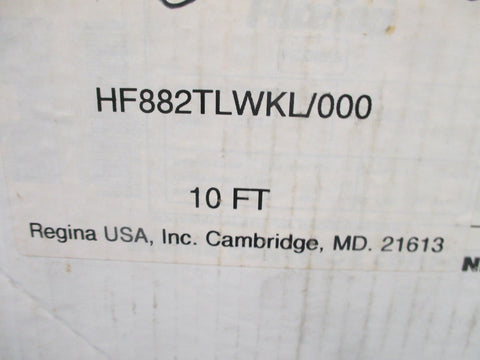 HF882TLWKL/000
10 FT
Regina USA, Inc. Cambridge, MD. 21613